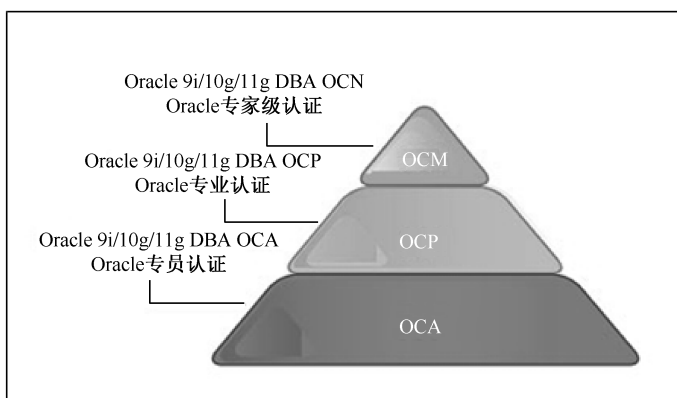 Oracle 9i/10g/11g DBA OCN
Oracle专家级认证
OCM
Oracle 9i/10g/11g DBA OCP
Oracle专业认证
OCP
Oracle 9i/10g/11g DBA OCA
Oracle专员认证
OCA